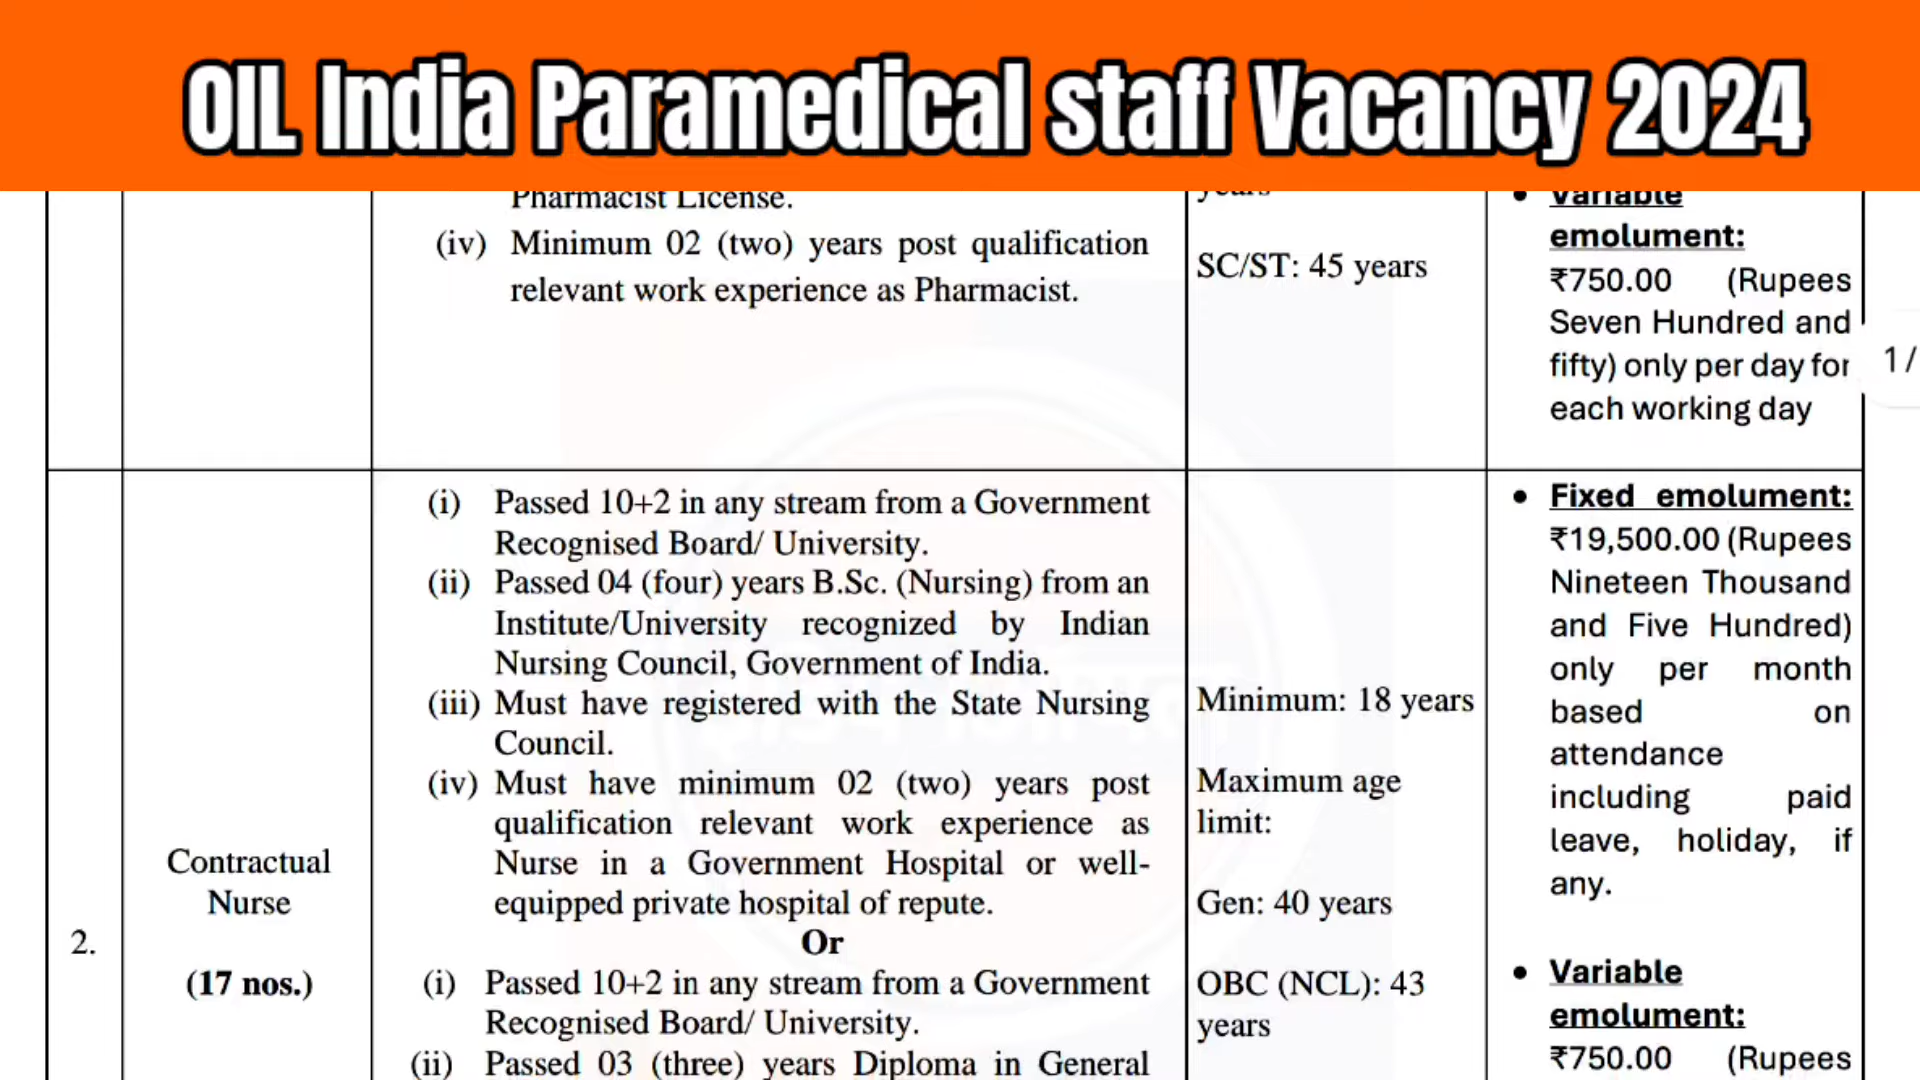 OIL India Paramedical staff Vacancy 2024
Pharmacist License.
(iv) Minimum 02 (two) years post qualification
relevant work experience as Pharmacist.
years
SC/ST: 45 years
• Variable
emolument:
₹750.00 (Rupees
Seven Hundred and
fifty) only per day for
each working day
1/
2.
Contractual
Nurse
(17 nos.)
(i) Passed 10+2 in any stream from a Government
Recognised Board/ University.
(ii) Passed 04 (four) years B.Sc. (Nursing) from an
Institute/University recognized by Indian
Nursing Council, Government of India.
(iii) Must have registered with the State Nursing
Council.
(iv) Must have minimum 02 (two) years post
qualification relevant work experience as
Nurse in a Government Hospital or well-
equipped private hospital of repute.
Or
(i) Passed 10+2 in any stream from a Government
Recognised Board/ University.
(ii) Passed 03 (three) years Diploma in General
Minimum: 18 years
Maximum age
limit:
Gen: 40 years
OBC (NCL): 43
years
• Fixed emolument:
₹19,500.00 (Rupees
Nineteen Thousand
and Five Hundred)
only per month
based on
attendance
including paid
leave, holiday, if
any.
• Variable
emolument:
₹750.00 (Rupees